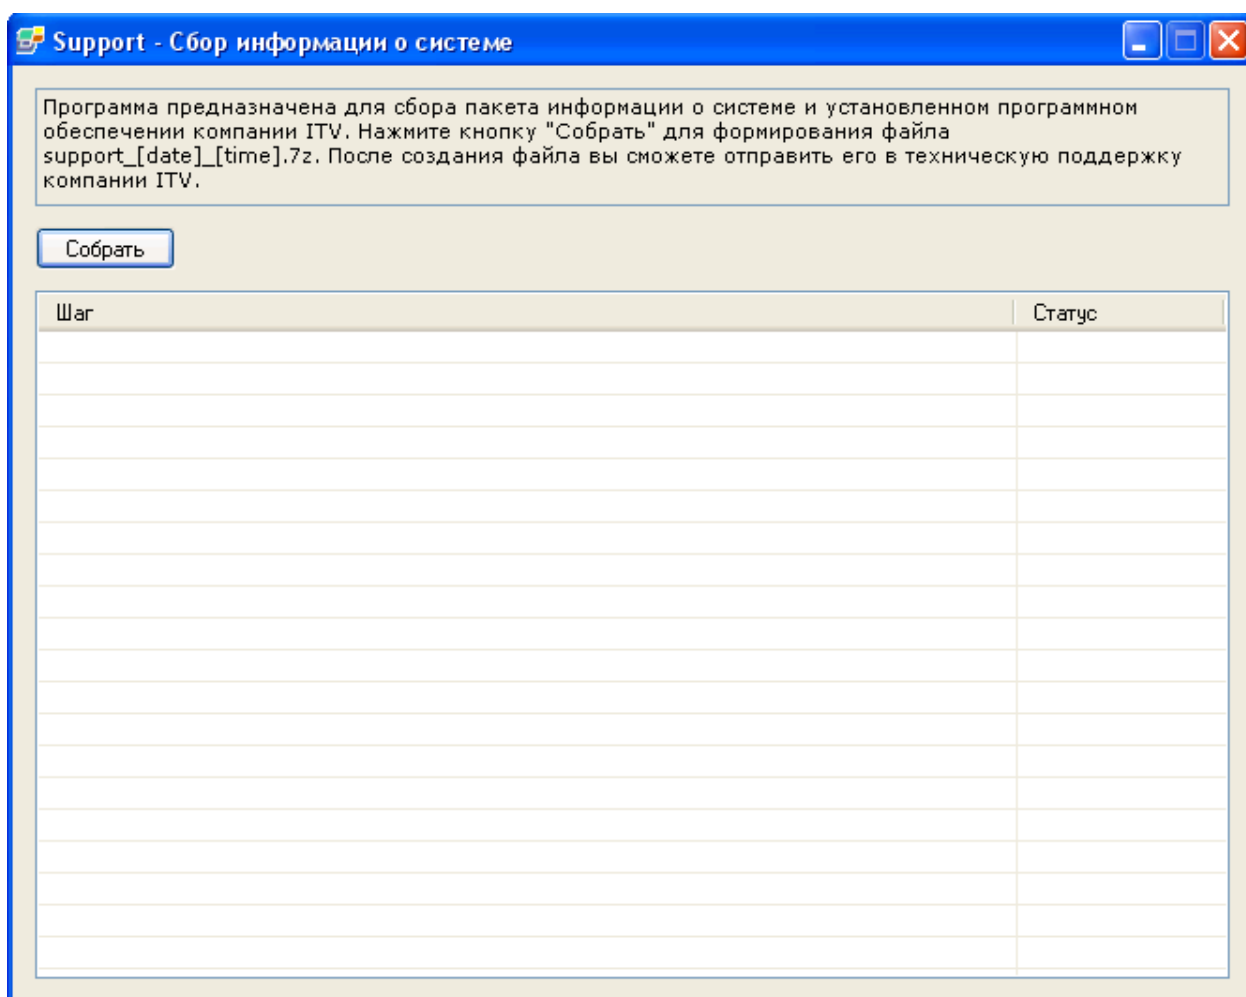 Support - Сбор информации о системе
Программа предназначена для сбора пакета информации о системе и установленном программном
обеспечении компании ITV. Нажмите кнопку "Собрать" для формирования файла
support_[date]_[time].7z. После создания файла вы сможете отправить его в техническую поддержку
компании ITV.
Собрать
Шаг Статус